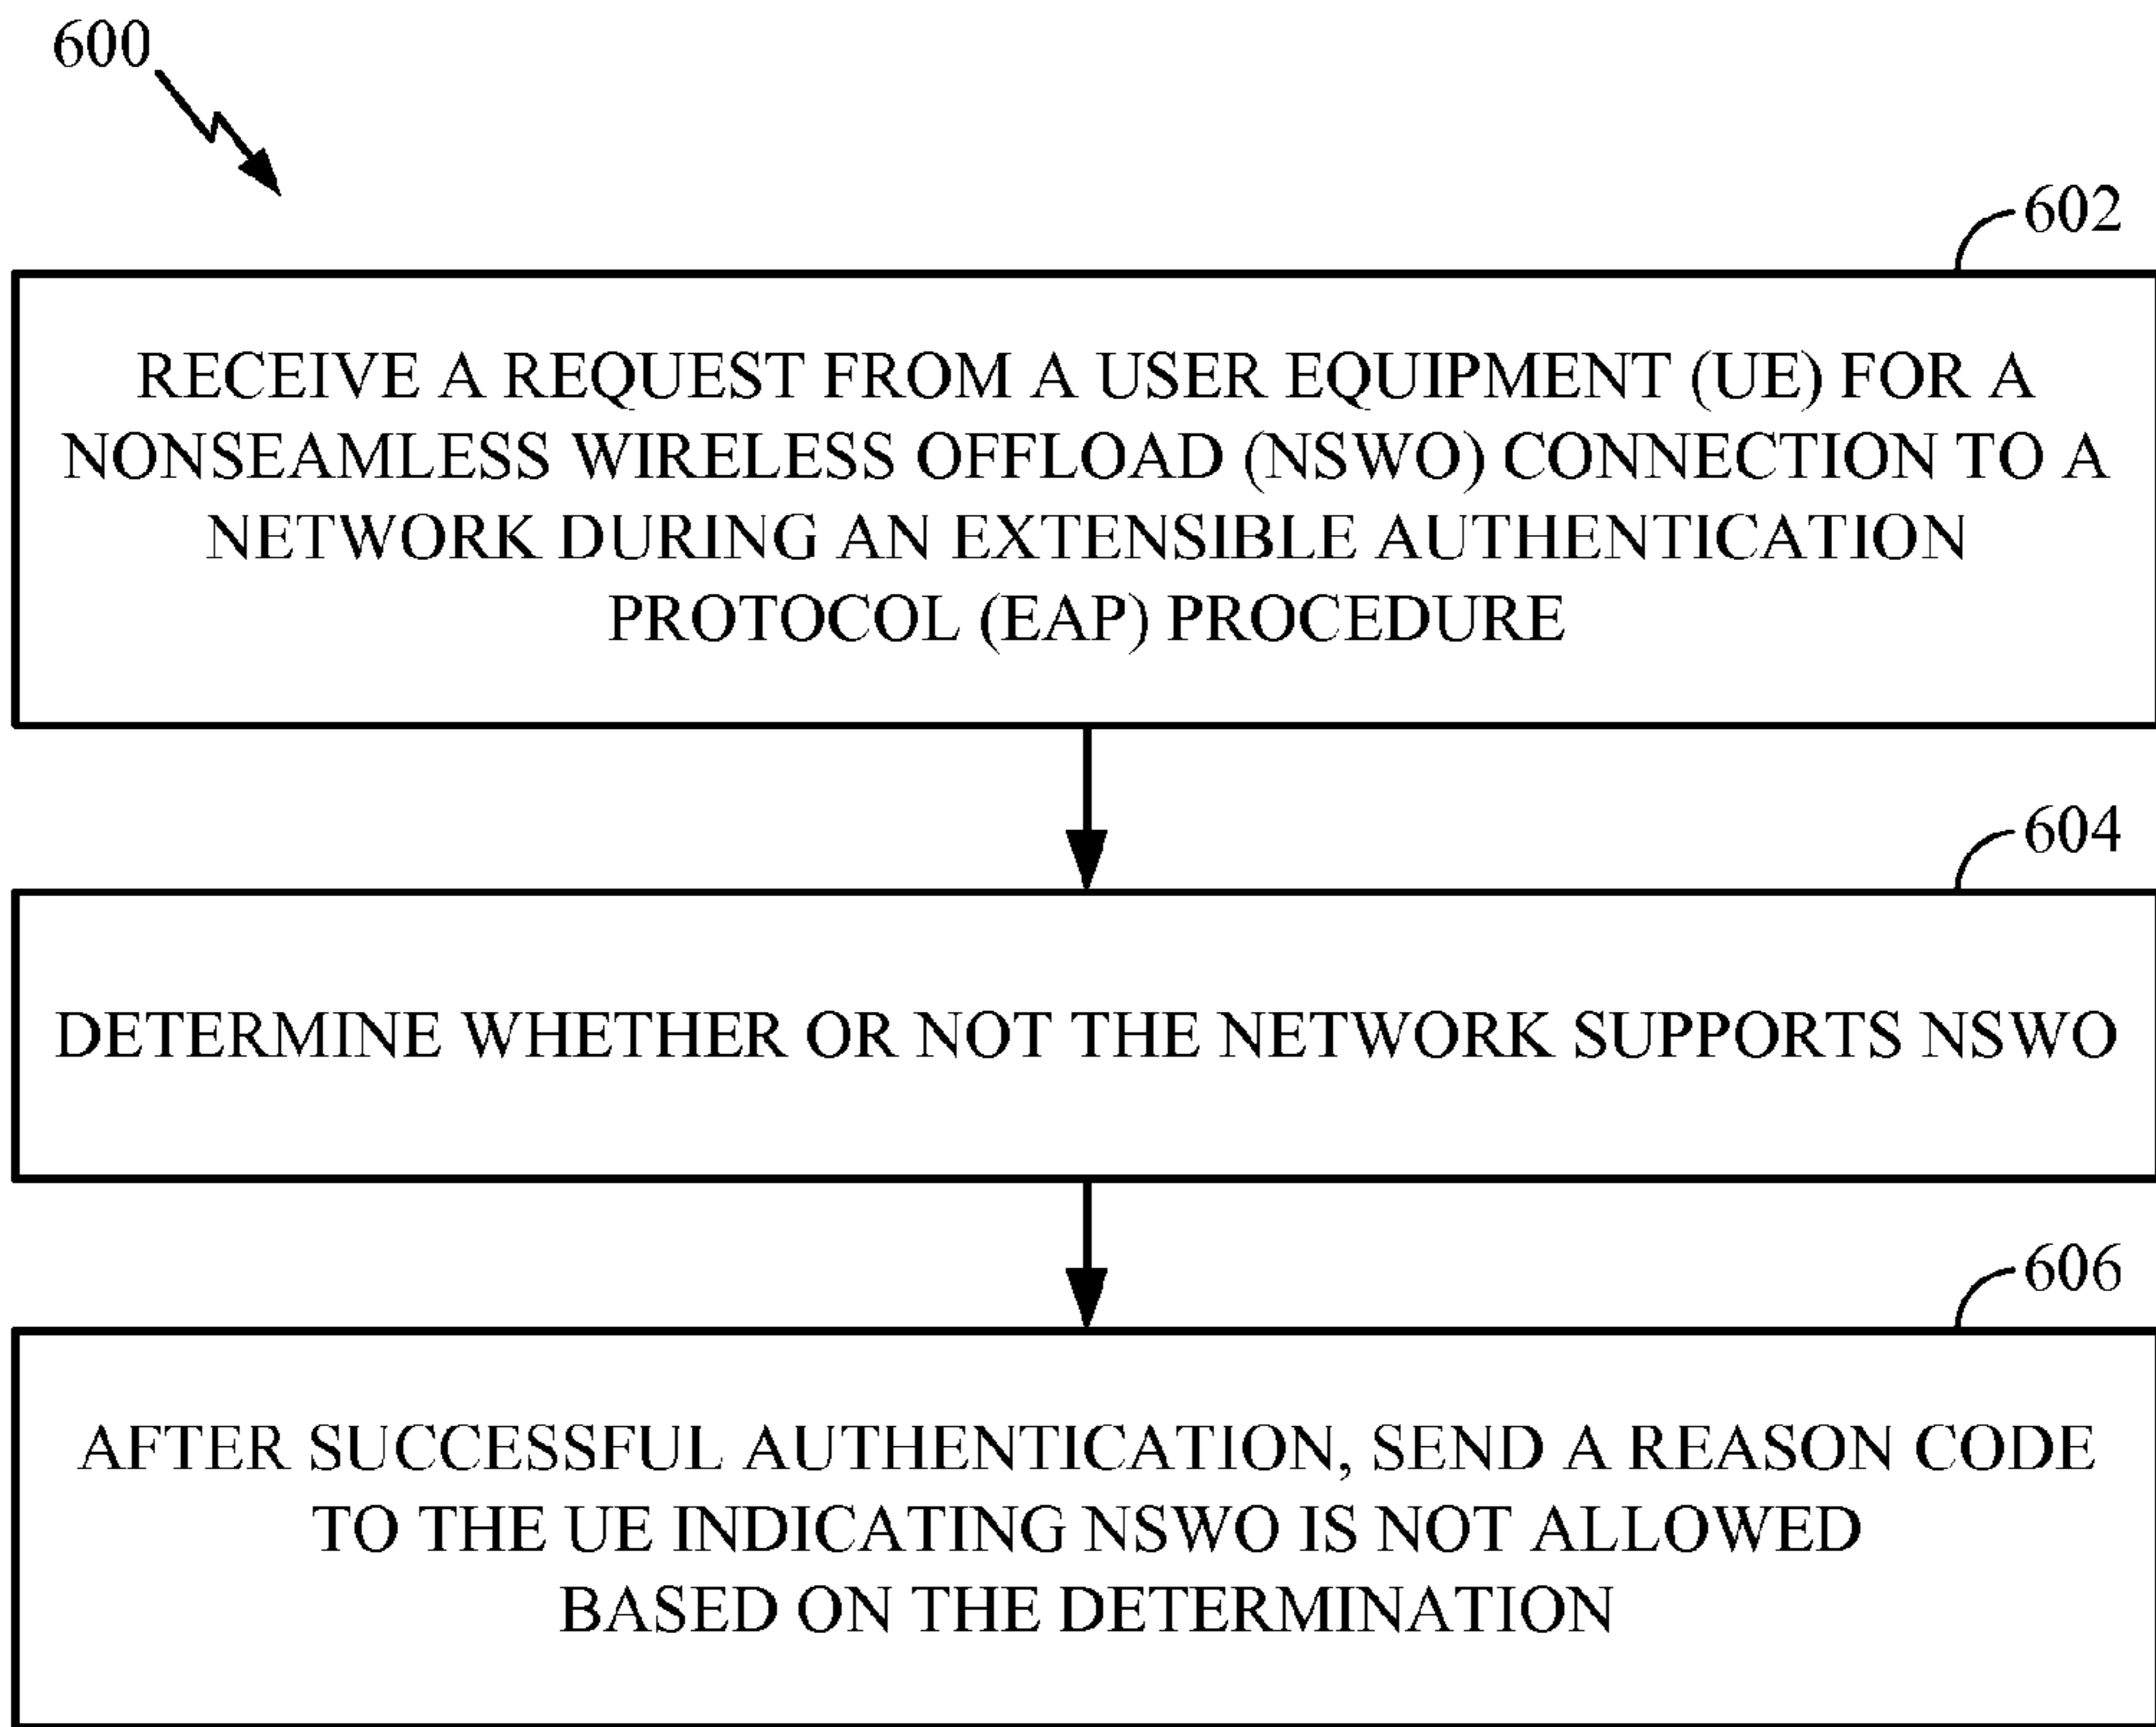 600
602
RECEIVE A REQUEST FROM A USER EQUIPMENT (UE) FOR A
NONSEAMLESS WIRELESS OFFLOAD (NSWO) CONNECTION TO A
NETWORK DURING AN EXTENSIBLE AUTHENTICATION
PROTOCOL (EAP) PROCEDURE
604
DETERMINE WHETHER OR NOT THE NETWORK SUPPORTS NSWO
606
AFTER SUCCESSFUL AUTHENTICATION, SEND A REASON CODE
TO THE UE INDICATING NSWO IS NOT ALLOWED
BASED ON THE DETERMINATION